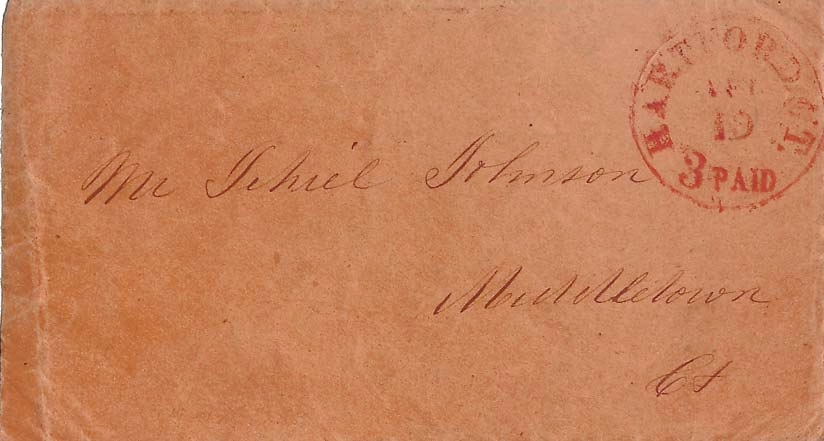 HARTFORD CT.
19
3 PAID
Mr Jehiel Johnson
Middletown
Ct